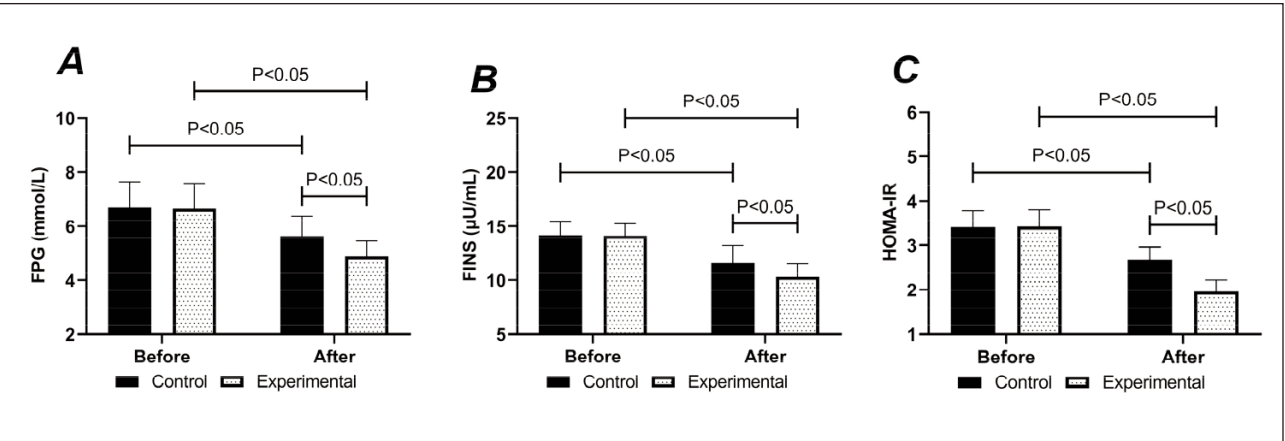 A
P<0.05
P<0.05
P<0.05
FPG (mmol/L)
10
8
6
4
2
Before After
Control Experimental
B
P<0.05
P<0.05
P<0.05
FINS (μU/mL)
25
20
15
10
5
Before After
Control Experimental
C
P<0.05
P<0.05
P<0.05
HOMA-IR
6
5
4
3
2
1
Before After
Control Experimental